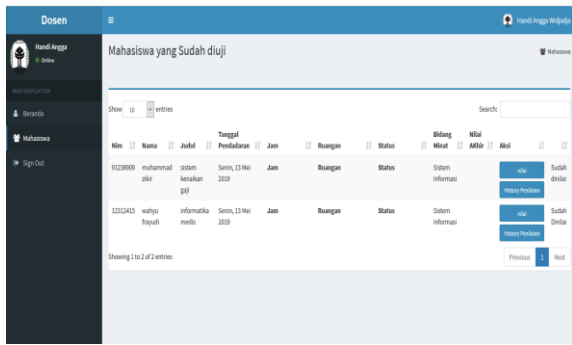 Dosen
Handi Angga Widjadja
Handi Angga
Online
Mahasiswa yang Sudah diuji
Mahasiswa
MAIN NAVIGATION
Beranda
Mahasiswa
Sign Out
Show 10 entries
Search:
Nim Nama Judul Tanggal Pendadaran Jam Ruangan Status Bidang Minat Nilai Akhir Aksi
91238909 muhammad zikir sistem kenaikan gaji Senin, 13 Mei 2019 Jam Ruangan Status Sistem Informasi nilai History Penilaian Sudah dinilai
12312415 wahyu frayudi informatika medis Senin, 13 Mei 2019 Jam Ruangan Status Sistem Informasi nilai History Penilaian Sudah Dinilai
Showing 1 to 2 of 2 entries
Previous 1 Next